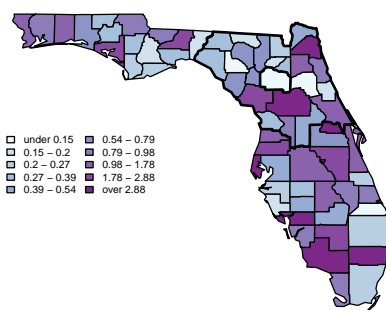 under 0.15
0.15 – 0.2
0.2 – 0.27
0.27 – 0.39
0.39 – 0.54
0.54 – 0.79
0.79 – 0.98
0.98 – 1.78
1.78 – 2.88
over 2.88